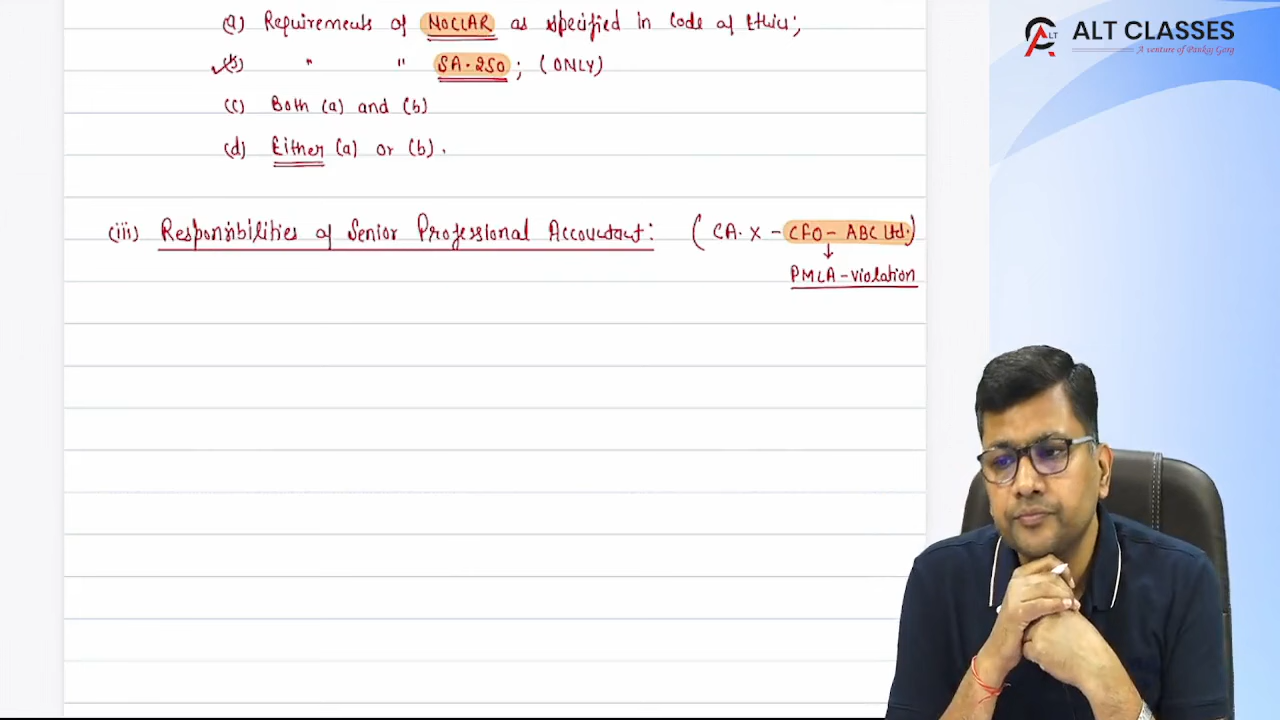 (a) Requirements of NOCLAR as specified in Code of Ethics;
(b) " " SA-250; (ONLY)
(c) Both (a) and (b)
(d) Either (a) or (b).
(iii) Responsibilities of Senior Professional Accountant: (CA. X - CFO - ABC Ltd.)
↓
PMLA - violation
ALT
ALT CLASSES
A venture of Pankaj Garg